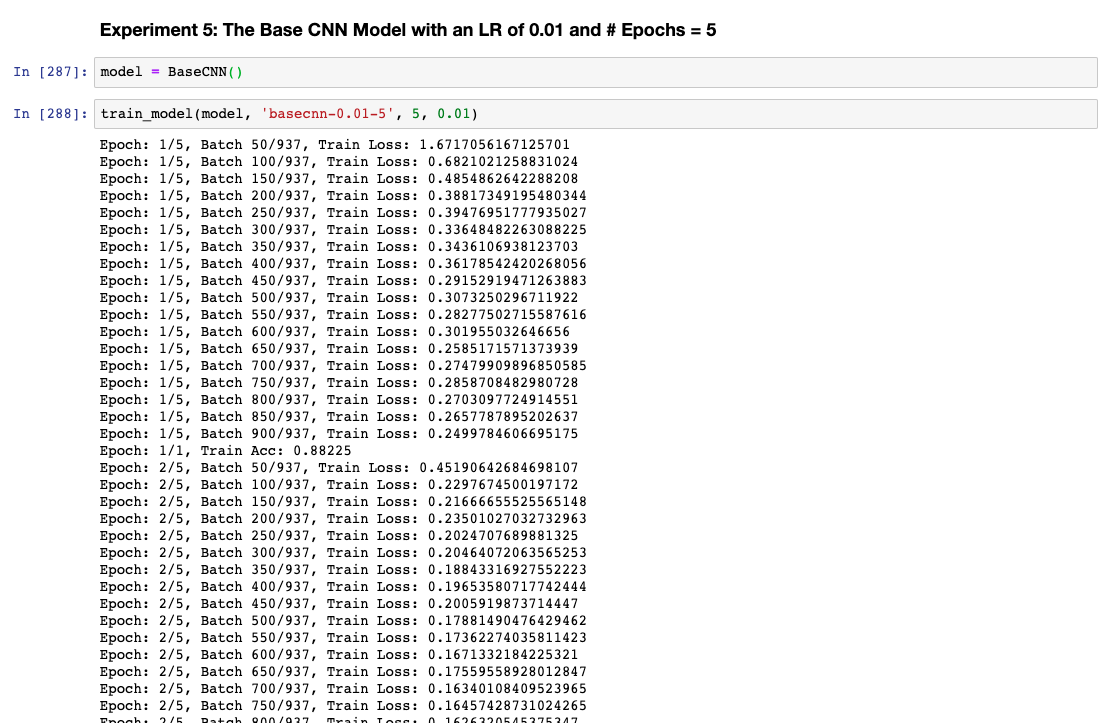 Experiment 5: The Base CNN Model with an LR of 0.01 and # Epochs = 5
In [287]: model = BaseCNN()
In [288]: train_model(model, 'basecnn-0.01-5', 5, 0.01)
Epoch: 1/5, Batch 50/937, Train Loss: 1.6717056167125701
Epoch: 1/5, Batch 100/937, Train Loss: 0.6821021258831024
Epoch: 1/5, Batch 150/937, Train Loss: 0.4854862642288208
Epoch: 1/5, Batch 200/937, Train Loss: 0.38817349195480344
Epoch: 1/5, Batch 250/937, Train Loss: 0.39476951777935027
Epoch: 1/5, Batch 300/937, Train Loss: 0.33648482263088225
Epoch: 1/5, Batch 350/937, Train Loss: 0.3436106938123703
Epoch: 1/5, Batch 400/937, Train Loss: 0.36178542420268056
Epoch: 1/5, Batch 450/937, Train Loss: 0.29152919471263883
Epoch: 1/5, Batch 500/937, Train Loss: 0.3073250296711922
Epoch: 1/5, Batch 550/937, Train Loss: 0.28277502715587616
Epoch: 1/5, Batch 600/937, Train Loss: 0.301955032646656
Epoch: 1/5, Batch 650/937, Train Loss: 0.2585171571373939
Epoch: 1/5, Batch 700/937, Train Loss: 0.27479909896850585
Epoch: 1/5, Batch 750/937, Train Loss: 0.2858708482980728
Epoch: 1/5, Batch 800/937, Train Loss: 0.2703097724914551
Epoch: 1/5, Batch 850/937, Train Loss: 0.2657787895202637
Epoch: 1/5, Batch 900/937, Train Loss: 0.2499784606695175
Epoch: 1/1, Train Acc: 0.88225
Epoch: 2/5, Batch 50/937, Train Loss: 0.45190642684698107
Epoch: 2/5, Batch 100/937, Train Loss: 0.2297674500197172
Epoch: 2/5, Batch 150/937, Train Loss: 0.21666655525565148
Epoch: 2/5, Batch 200/937, Train Loss: 0.23501027032732963
Epoch: 2/5, Batch 250/937, Train Loss: 0.2024707689881325
Epoch: 2/5, Batch 300/937, Train Loss: 0.20464072063565253
Epoch: 2/5, Batch 350/937, Train Loss: 0.18843316927552223
Epoch: 2/5, Batch 400/937, Train Loss: 0.19653580717742444
Epoch: 2/5, Batch 450/937, Train Loss: 0.2005919873714447
Epoch: 2/5, Batch 500/937, Train Loss: 0.17881490476429462
Epoch: 2/5, Batch 550/937, Train Loss: 0.17362274035811423
Epoch: 2/5, Batch 600/937, Train Loss: 0.1671332184225321
Epoch: 2/5, Batch 650/937, Train Loss: 0.17559558928012847
Epoch: 2/5, Batch 700/937, Train Loss: 0.16340108409523965
Epoch: 2/5, Batch 750/937, Train Loss: 0.16457428731024265
Epoch: 2/5, Batch 800/937, Train Loss: